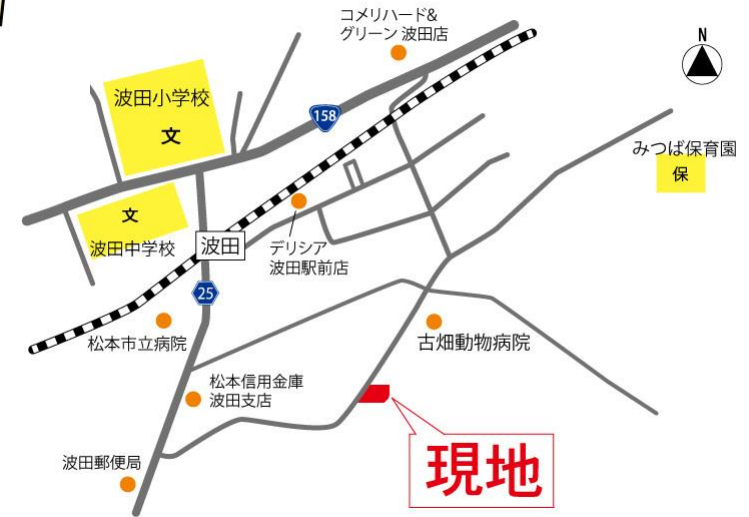 コメリハード&
グリーン 波田店
N
波田小学校
文
158
みつば保育園
保
文
波田中学校
波田
デリシア
波田駅前店
25
松本市立病院
古畑動物病院
松本信用金庫
波田支店
現地
波田郵便局